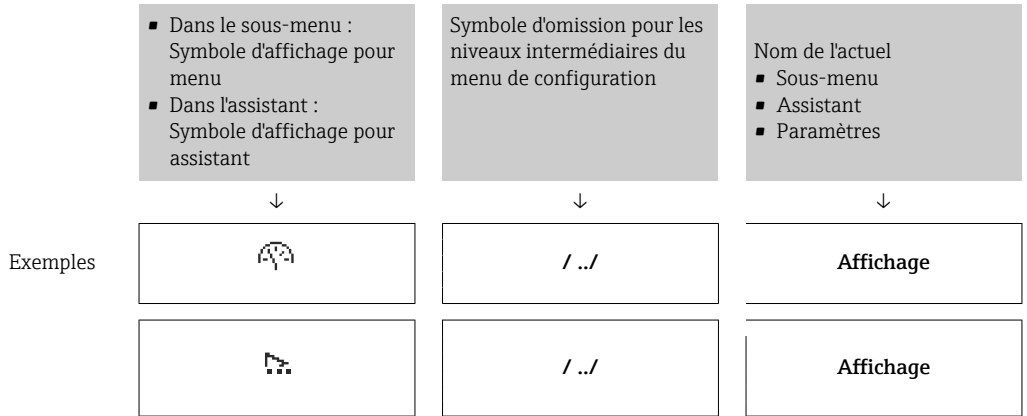 ▪ Dans le sous-menu :
Symbole d'affichage pour
menu
▪ Dans l'assistant :
Symbole d'affichage pour
assistant
Symbole d'omission pour les
niveaux intermédiaires du
menu de configuration
Nom de l'actuel
▪ Sous-menu
▪ Assistant
▪ Paramètres
↓ ↓ ↓
Exemples
/ ../
Affichage
/ ../
Affichage